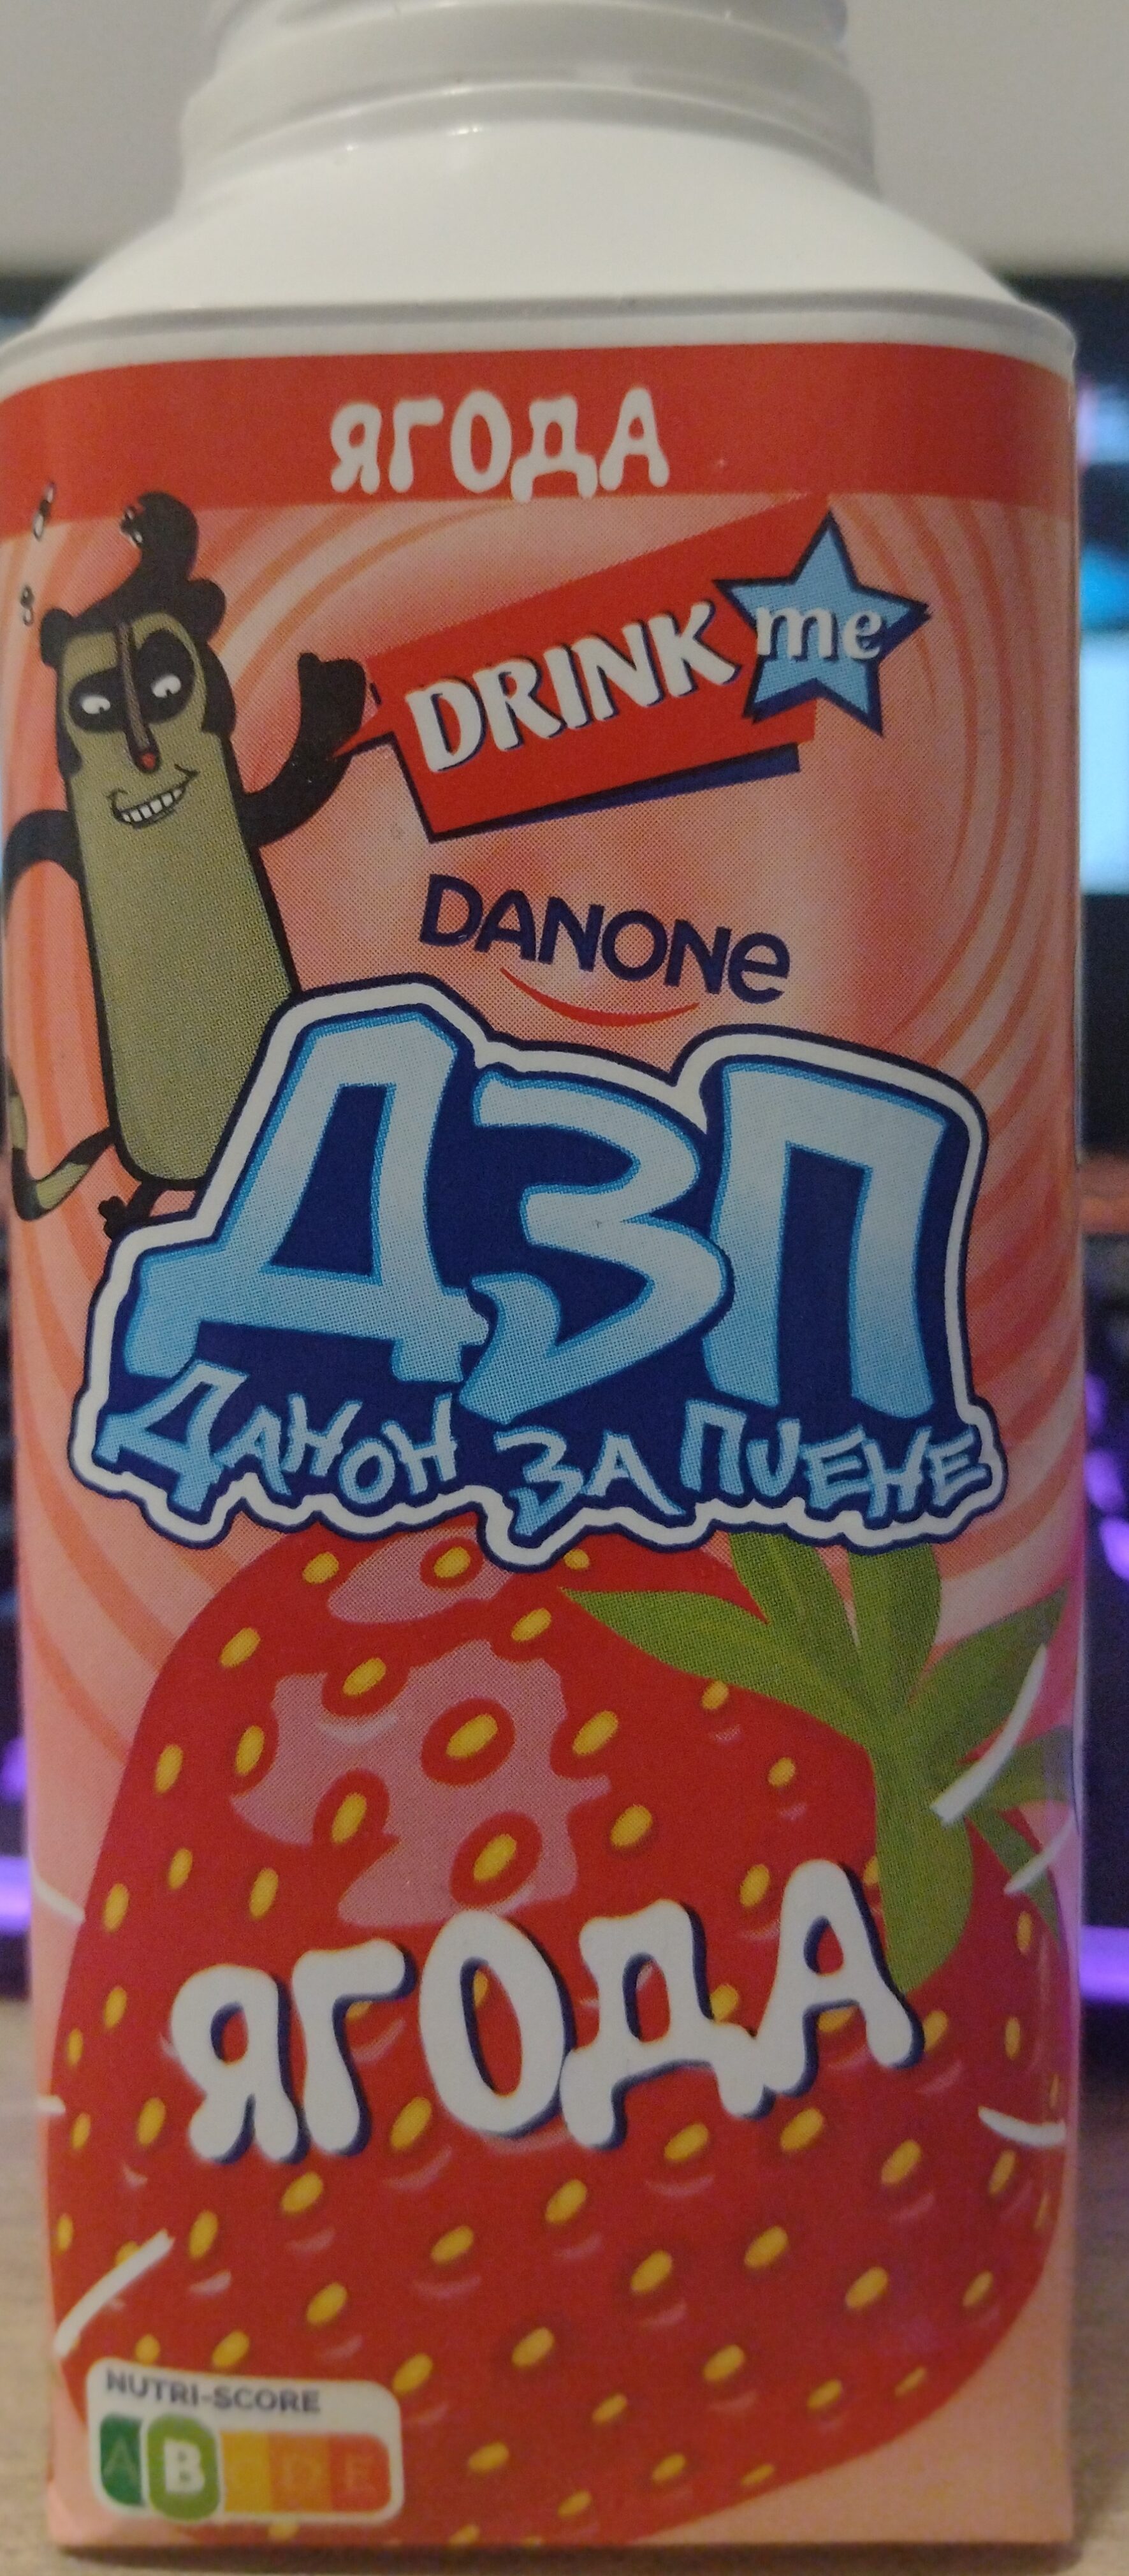 ЯГОДА
DRINK me
DANONE
ДЗП
ДАНОН ЗА ПИЕНЕ
ЯГОДА
NUTRI-SCORE
A B C D E